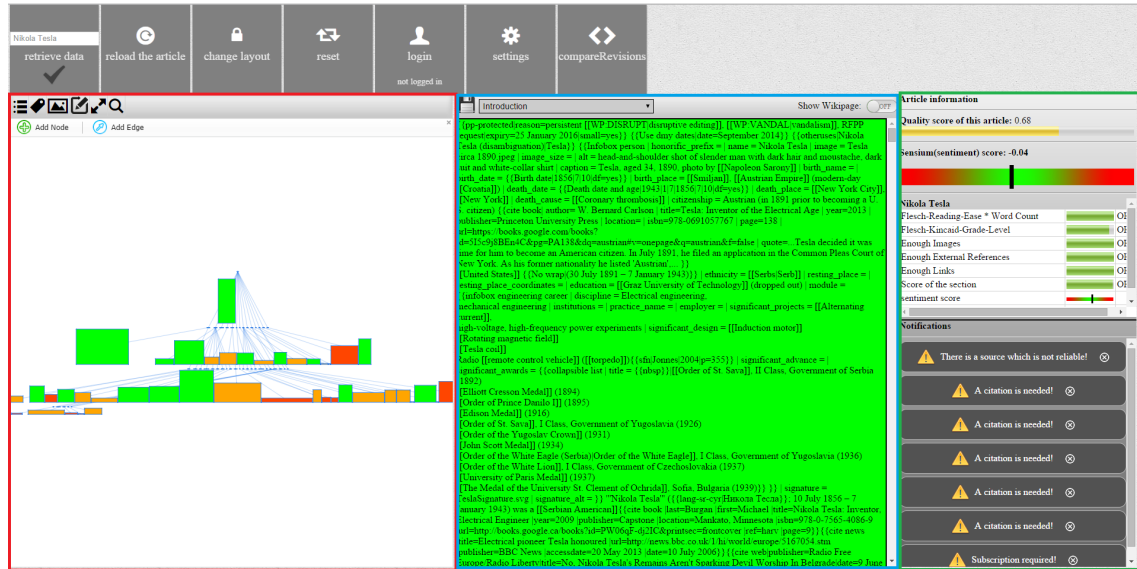 Nikola Tesla
retrieve data
reload the article
change layout
reset
login
not logged in
settings
compareRevisions
Add Node
Add Edge
Introduction
Show Wikipage:
OFF
{{pp-protected|reason=persistent [[WP:DISRUPT|disruptive editing]], [[WP:VANDAL|vandalism]], RFPP
request|expiry=25 January 2016|small=yes}} {{Use dmy dates|date=September 2014}} {{otheruses|Nikola
Tesla (disambiguation)|Tesla}} {{Infobox person | honorific_prefix = | name = Nikola Tesla | image = Tesla
circa 1890.jpeg | image_size = | alt = head-and-shoulder shot of slender man with dark hair and moustache, dark
suit and white-collar shirt | caption = Tesla, aged 34, 1890, photo by [[Napoleon Sarony]] | birth_name = |
birth_date = {{Birth date|1856|7|10|df=yes}} | birth_place = [[Smiljan]], [[Austrian Empire]] (modern-day
[[Croatia]]) | death_date = {{Death date and age|1943|1|7|1856|7|10|df=yes}} | death_place = [[New York City]],
[[New York]] | death_cause = [[Coronary thrombosis]] | citizenship = Austrian (in 1891 prior to becoming a U.
S. citizen) {{cite book| author= W. Bernard Carlson | title=Tesla: Inventor of the Electrical Age | year=2013 |
publisher=Princeton University Press | location= | isbn=978-0691057767 | page=138 |
url=https://books.google.com/books?
id=5I5c9j8BEn4C&pg=PA138&dq=austrian#v=onepage&q=austrian&f=false | quote=...Tesla decided it was
time for him to become an American citizen. In July 1891, he filed an application in the Common Pleas Court of
New York. As his former nationality he listed 'Austrian',... }}
[[United States]] {{No wrap|(30 July 1891 – 7 January 1943)}} | ethnicity = [[Serbs|Serb]] | resting_place =
resting_place_coordinates = | education = [[Graz University of Technology]] (dropped out) | module =
{{infobox engineering career | discipline = Electrical engineering,
mechanical engineering | institutions = | practice_name = | employer = | significant_projects = [[Alternating
current]],
high-voltage, high-frequency power experiments | significant_design = [[Induction motor]]
[[Rotating magnetic field]]
[[Tesla coil]]
Radio [[remote control vehicle]] ([[torpedo]]){{sfn|Jonnes|2004|p=355}} | significant_advance = |
significant_awards = {{collapsible list | title = {{nbsp}}[[Order of St. Sava]], II Class, Government of Serbia
(1892)
[[Elliott Cresson Medal]] (1894)
[[Order of Prince Danilo I]] (1895)
[[Edison Medal]] (1916)
[[Order of St. Sava]], I Class, Government of Yugoslavia (1926)
[[Order of the Yugoslav Crown]] (1931)
[[John Scott Medal]] (1934)
[[Order of the White Eagle (Serbia)|Order of the White Eagle]], I Class, Government of Yugoslavia (1936)
[[Order of the White Lion]], I Class, Government of Czechoslovakia (1937)
[[University of Paris Medal]] (1937)
[[The Medal of the University St. Clement of Ochrida]], Sofia, Bulgaria (1939)}} }} | signature =
TeslaSignature.svg | signature_alt = }} '''Nikola Tesla''' ({{lang-sr-cyr|Никола Тесла}}; 10 July 1856 – 7
January 1943) was a [[Serbian American]]{{cite book |last=Burgan |first=Michael |title=Nikola Tesla: Inventor,
Electrical Engineer |year=2009 |publisher=Capstone |location=Mankato, Minnesota |isbn=978-0-7565-4086-9
|url=http://books.google.ca/books?id=PW06qF-dj2IC&printsec=frontcover |ref=harv |page=9}}{{cite news
|title=Electrical pioneer Tesla honoured |url=http://news.bbc.co.uk/1/hi/world/europe/5167054.stm
|publisher=BBC News |accessdate=20 May 2013 |date=10 July 2006}}{{cite web|publisher=Radio Free
Europe/Radio Liberty|title=No, Nikola Tesla's Remains Aren't Sparking Devil Worship In Belgrade|date=9 June
Article information
Quality score of this article: 0.68
Sensium(sentiment) score: -0.04
Nikola Tesla
Flesch-Reading-Ease * Word Count
Flesch-Kincaid-Grade-Level
Enough Images
Enough External References
Enough Links
Score of the section
sentiment score
Notifications
There is a source which is not reliable!
A citation is needed!
A citation is needed!
A citation is needed!
A citation is needed!
A citation is needed!
Subscription required!